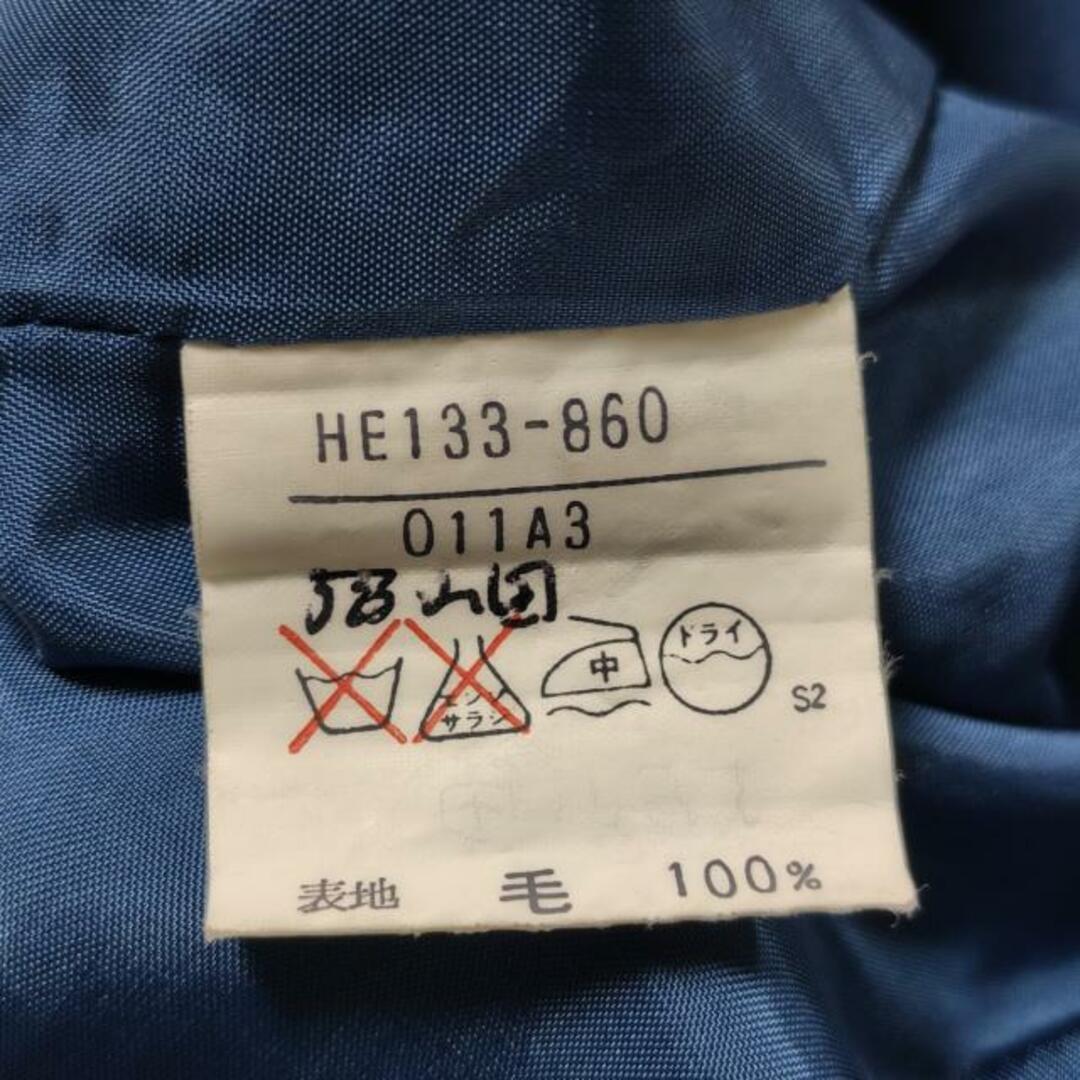 HE133-860
011A3
エンソ
サラシ
中
ドライ
S2
表地 毛 100%